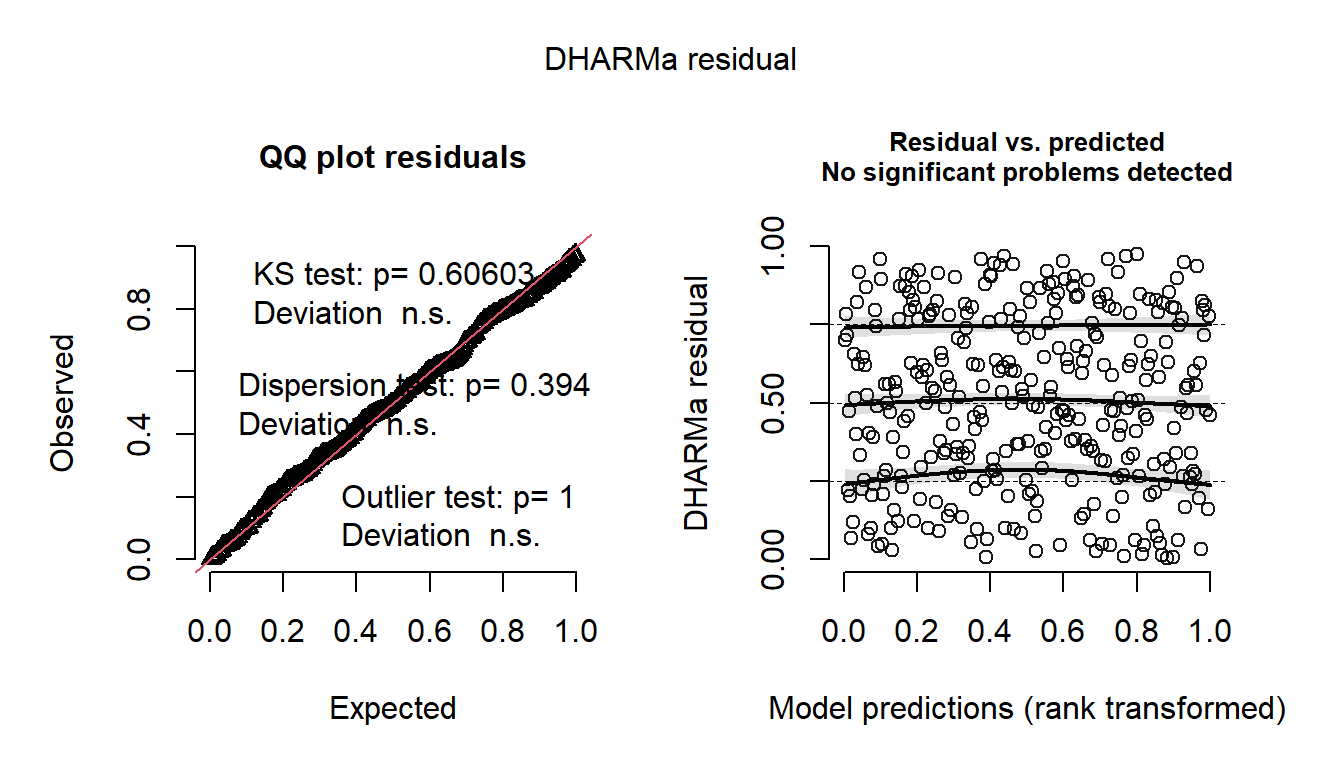 DHARMa residual
QQ plot residuals
KS test: p= 0.60603
Deviation  n.s.
Dispersion test: p= 0.394
Deviation  n.s.
Outlier test: p= 1
Deviation  n.s.
Observed
0.0
0.4
0.8
0.0 0.2 0.4 0.6 0.8 1.0
Expected
Residual vs. predicted
No significant problems detected
DHARMa residual
0.00
0.50
1.00
0.0 0.2 0.4 0.6 0.8 1.0
Model predictions (rank transformed)